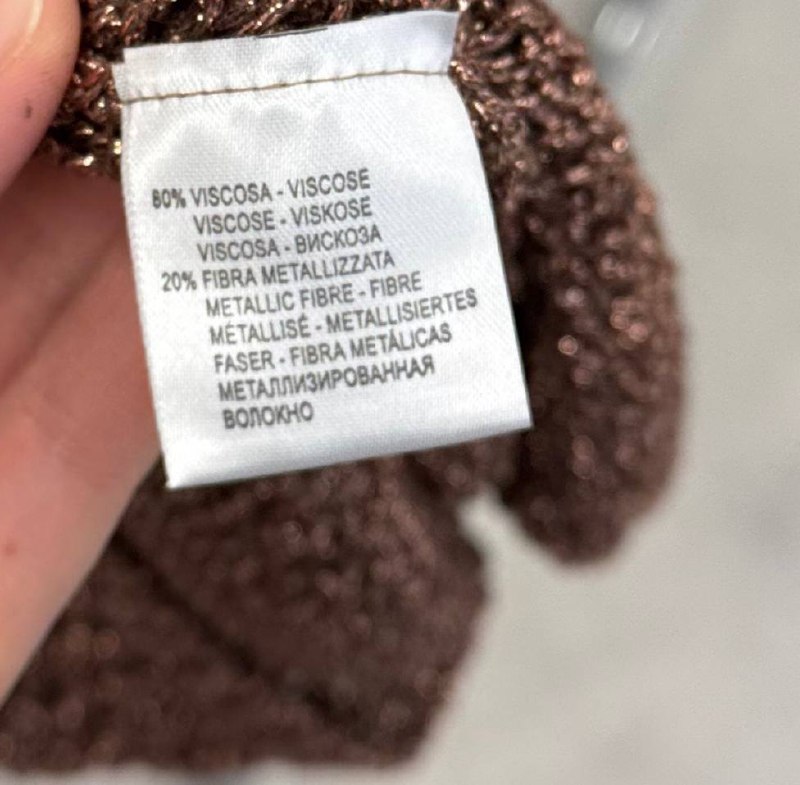 80% VISCOSA - VISCOSE
VISCOSE - VISKOSE
VISCOSA - ВИСКОЗА
20% FIBRA METALLIZZATA
METALLIC FIBRE - FIBRE
MÉTALLISÉ - METALLISIERTES
FASER - FIBRA METÁLICAS
МЕТАЛЛИЗИРОВАННАЯ
ВОЛОКНО